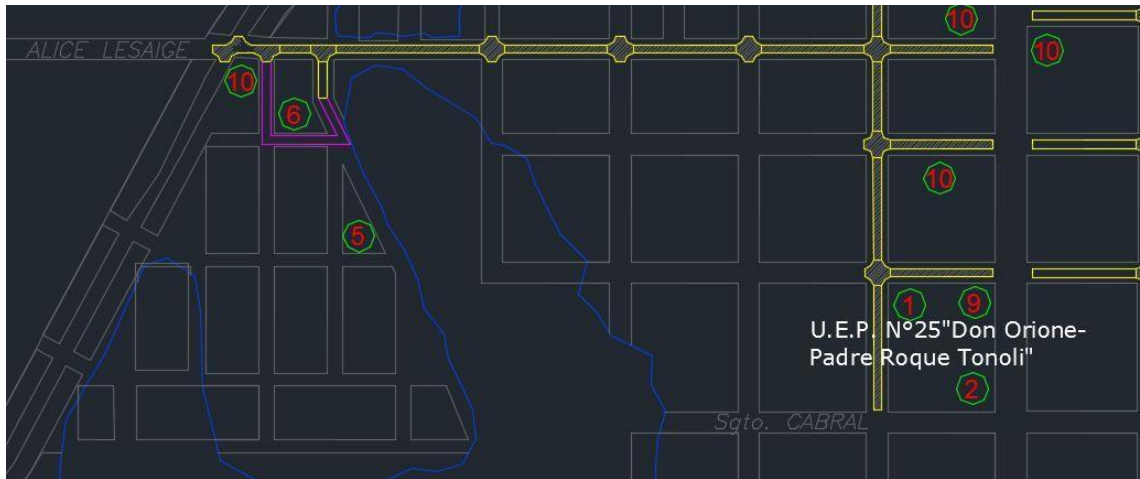 10
ALICE LESAIGE
10
10
6
10
5
1
9
U.E.P. N°25"Don Orione-
Padre Roque Tonoli"
2
Sgto. CABRAL